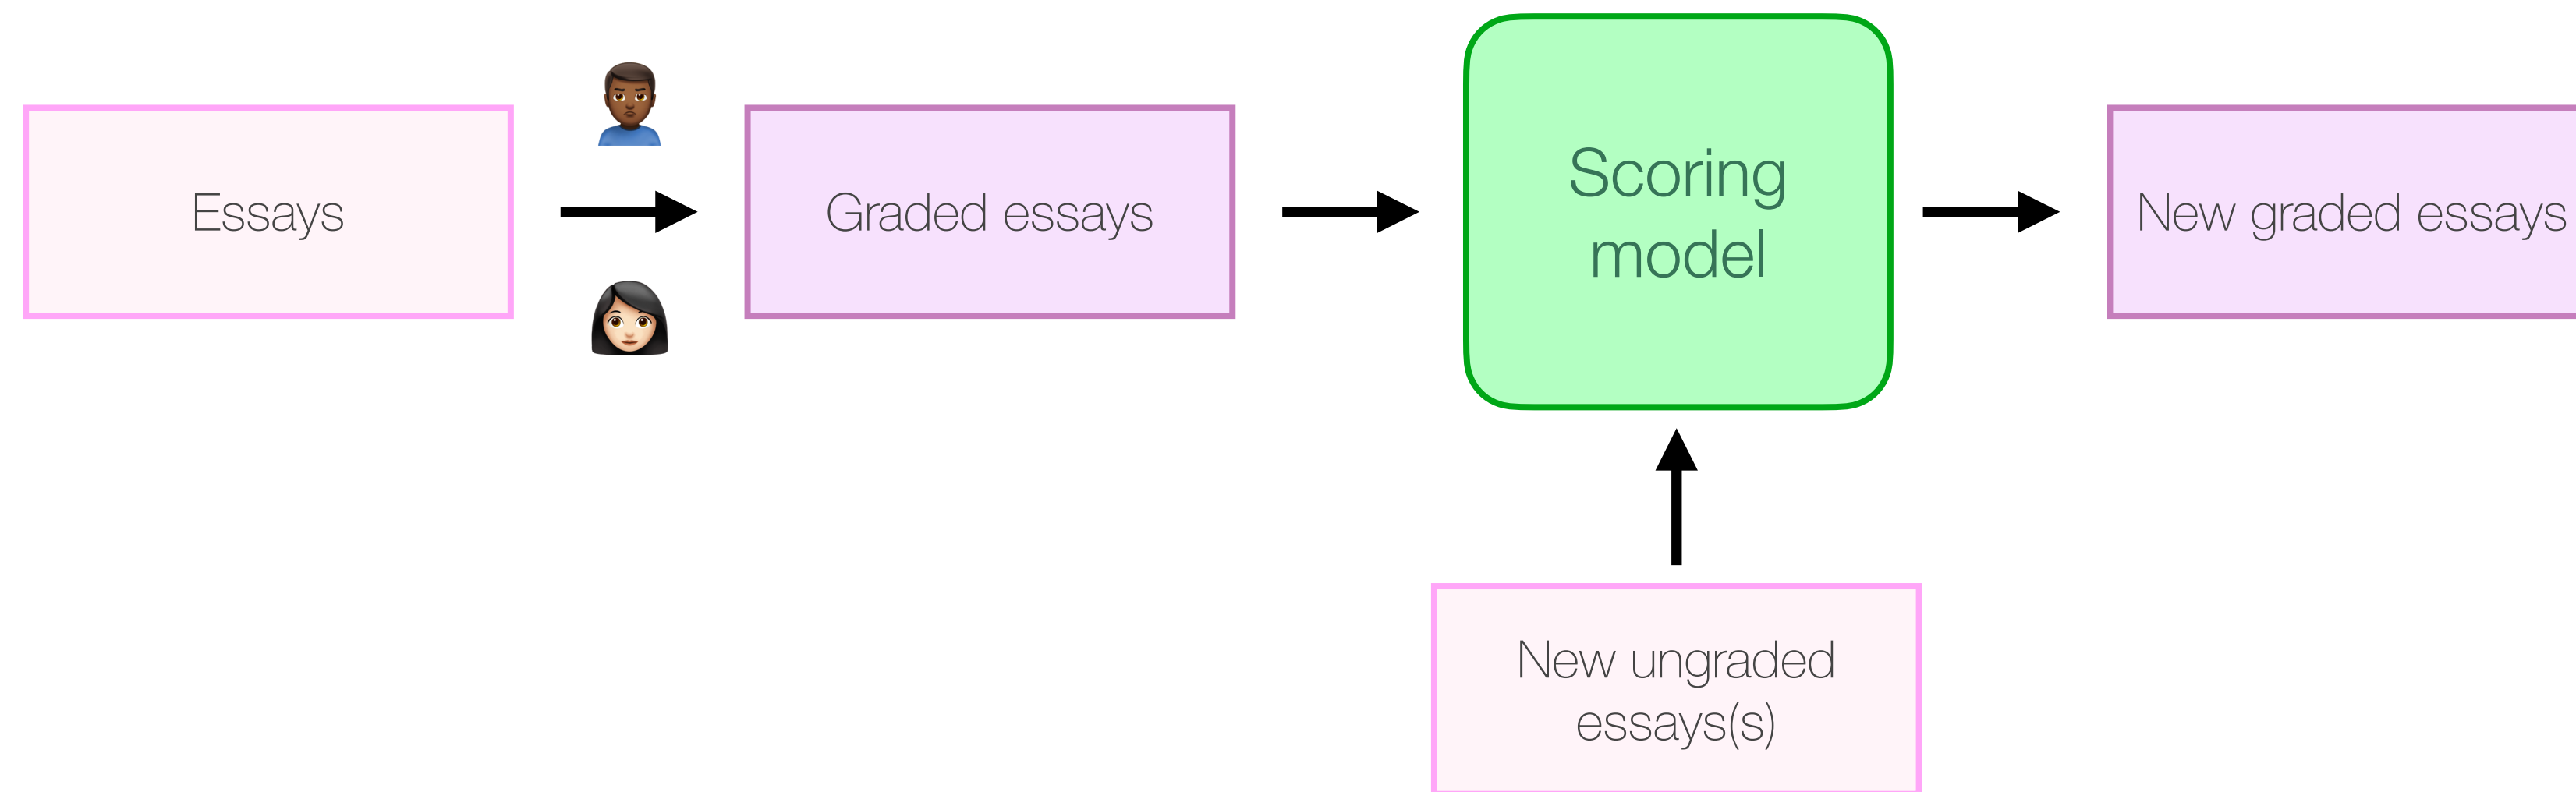 Essays
Graded essays
Scoring
model
New graded essays
New ungraded
essays(s)